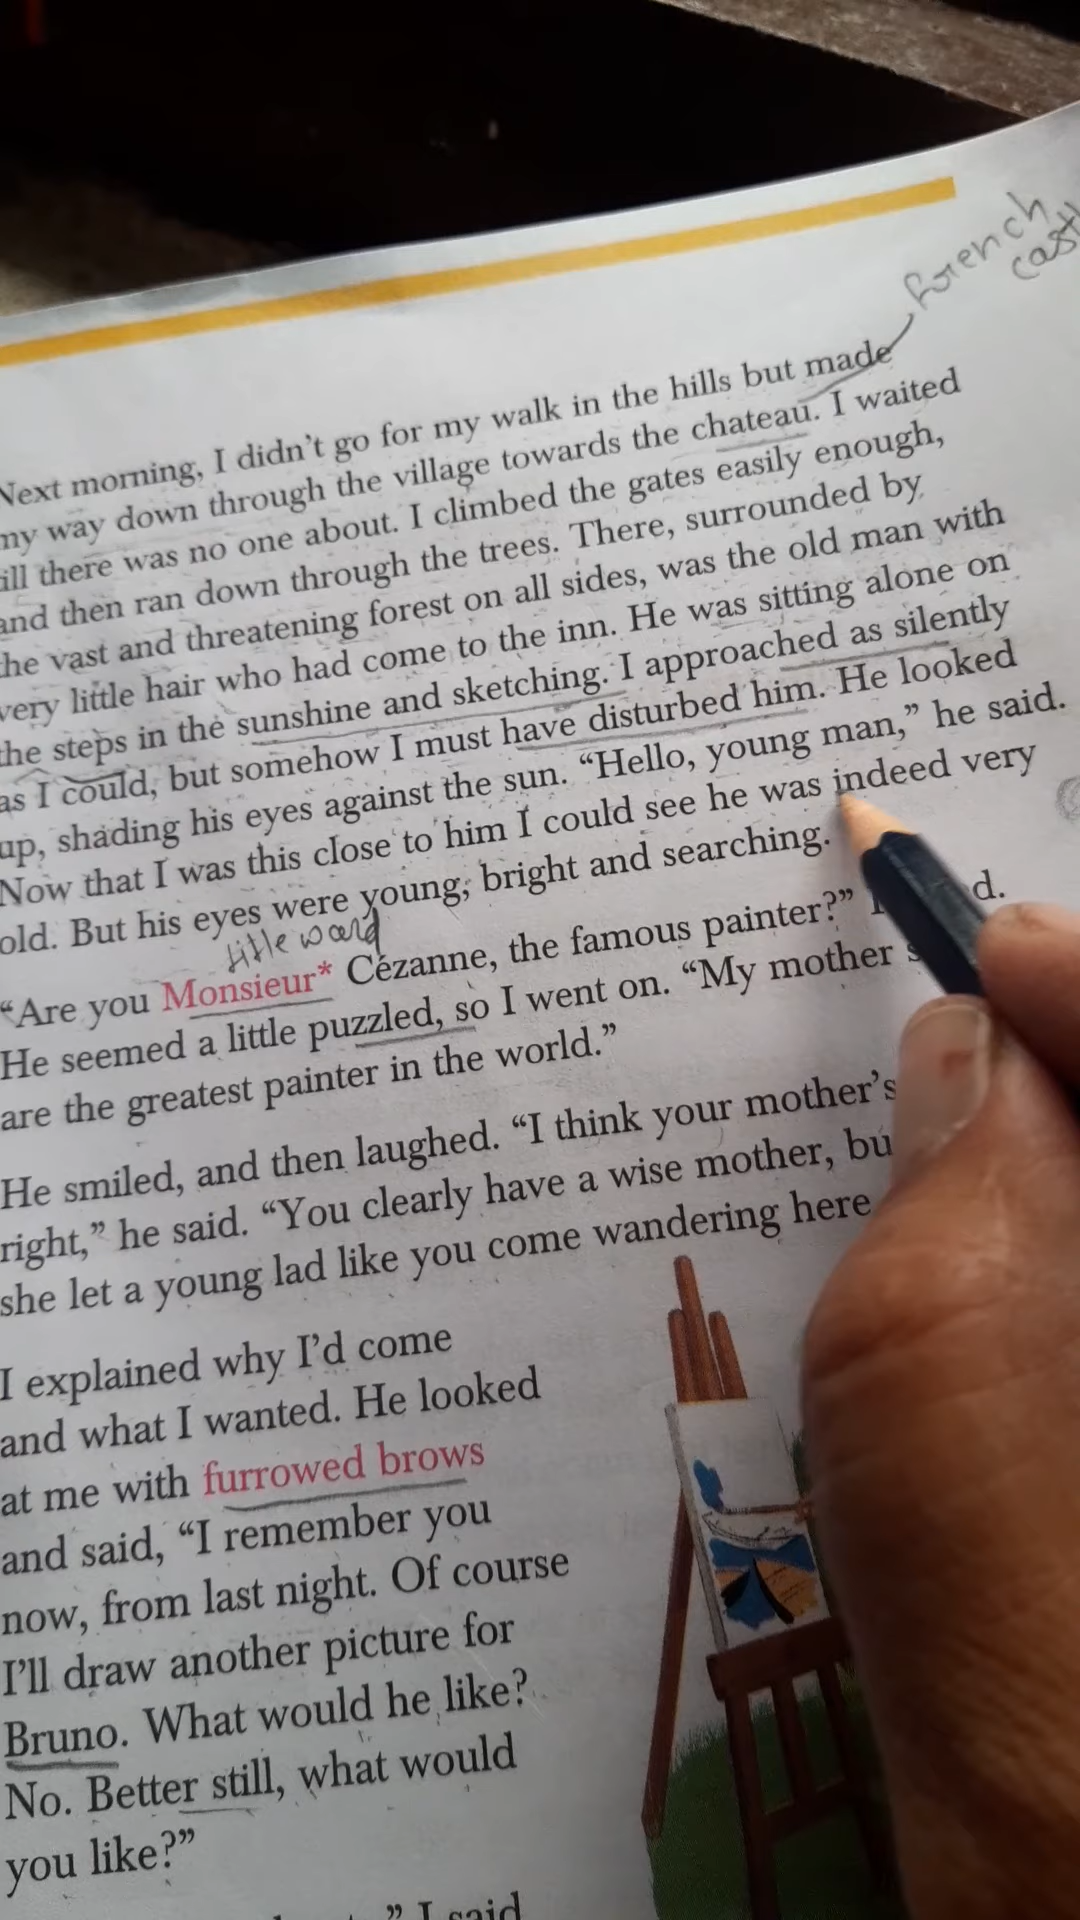 French
Next morning, I didn't go for my walk in the hills but made
my way down through the village towards the chateau. I waited
till there was no one about. I climbed the gates easily enough,
and then ran down through the trees. There, surrounded by
the vast and threatening forest on all sides, was the old man with
very little hair who had come to the inn. He was sitting alone on
the steps in the sunshine and sketching. I approached as silently
as I could, but somehow I must have disturbed him. He looked
up, shading his eyes against the sun. “Hello, young man,” he said.
Now that I was this close to him I could see he was indeed very
old. But his eyes were young; bright and searching.
“Are you Monsieur* Cézanne, the famous painter?” I
He seemed a little puzzled, so I went on. “My mother
are the greatest painter in the world.”
He smiled, and then laughed. “I think your mother's
right,” he said. “You clearly have a wise mother,
she let a young lad like you come wandering here
I explained why I'd come
and what I wanted. He looked
at me with furrowed brows
and said, “I remember you
now, from last night. Of course
I'll draw another picture for
Bruno. What would he like?
No. Better still, what would
you like?”
” I said